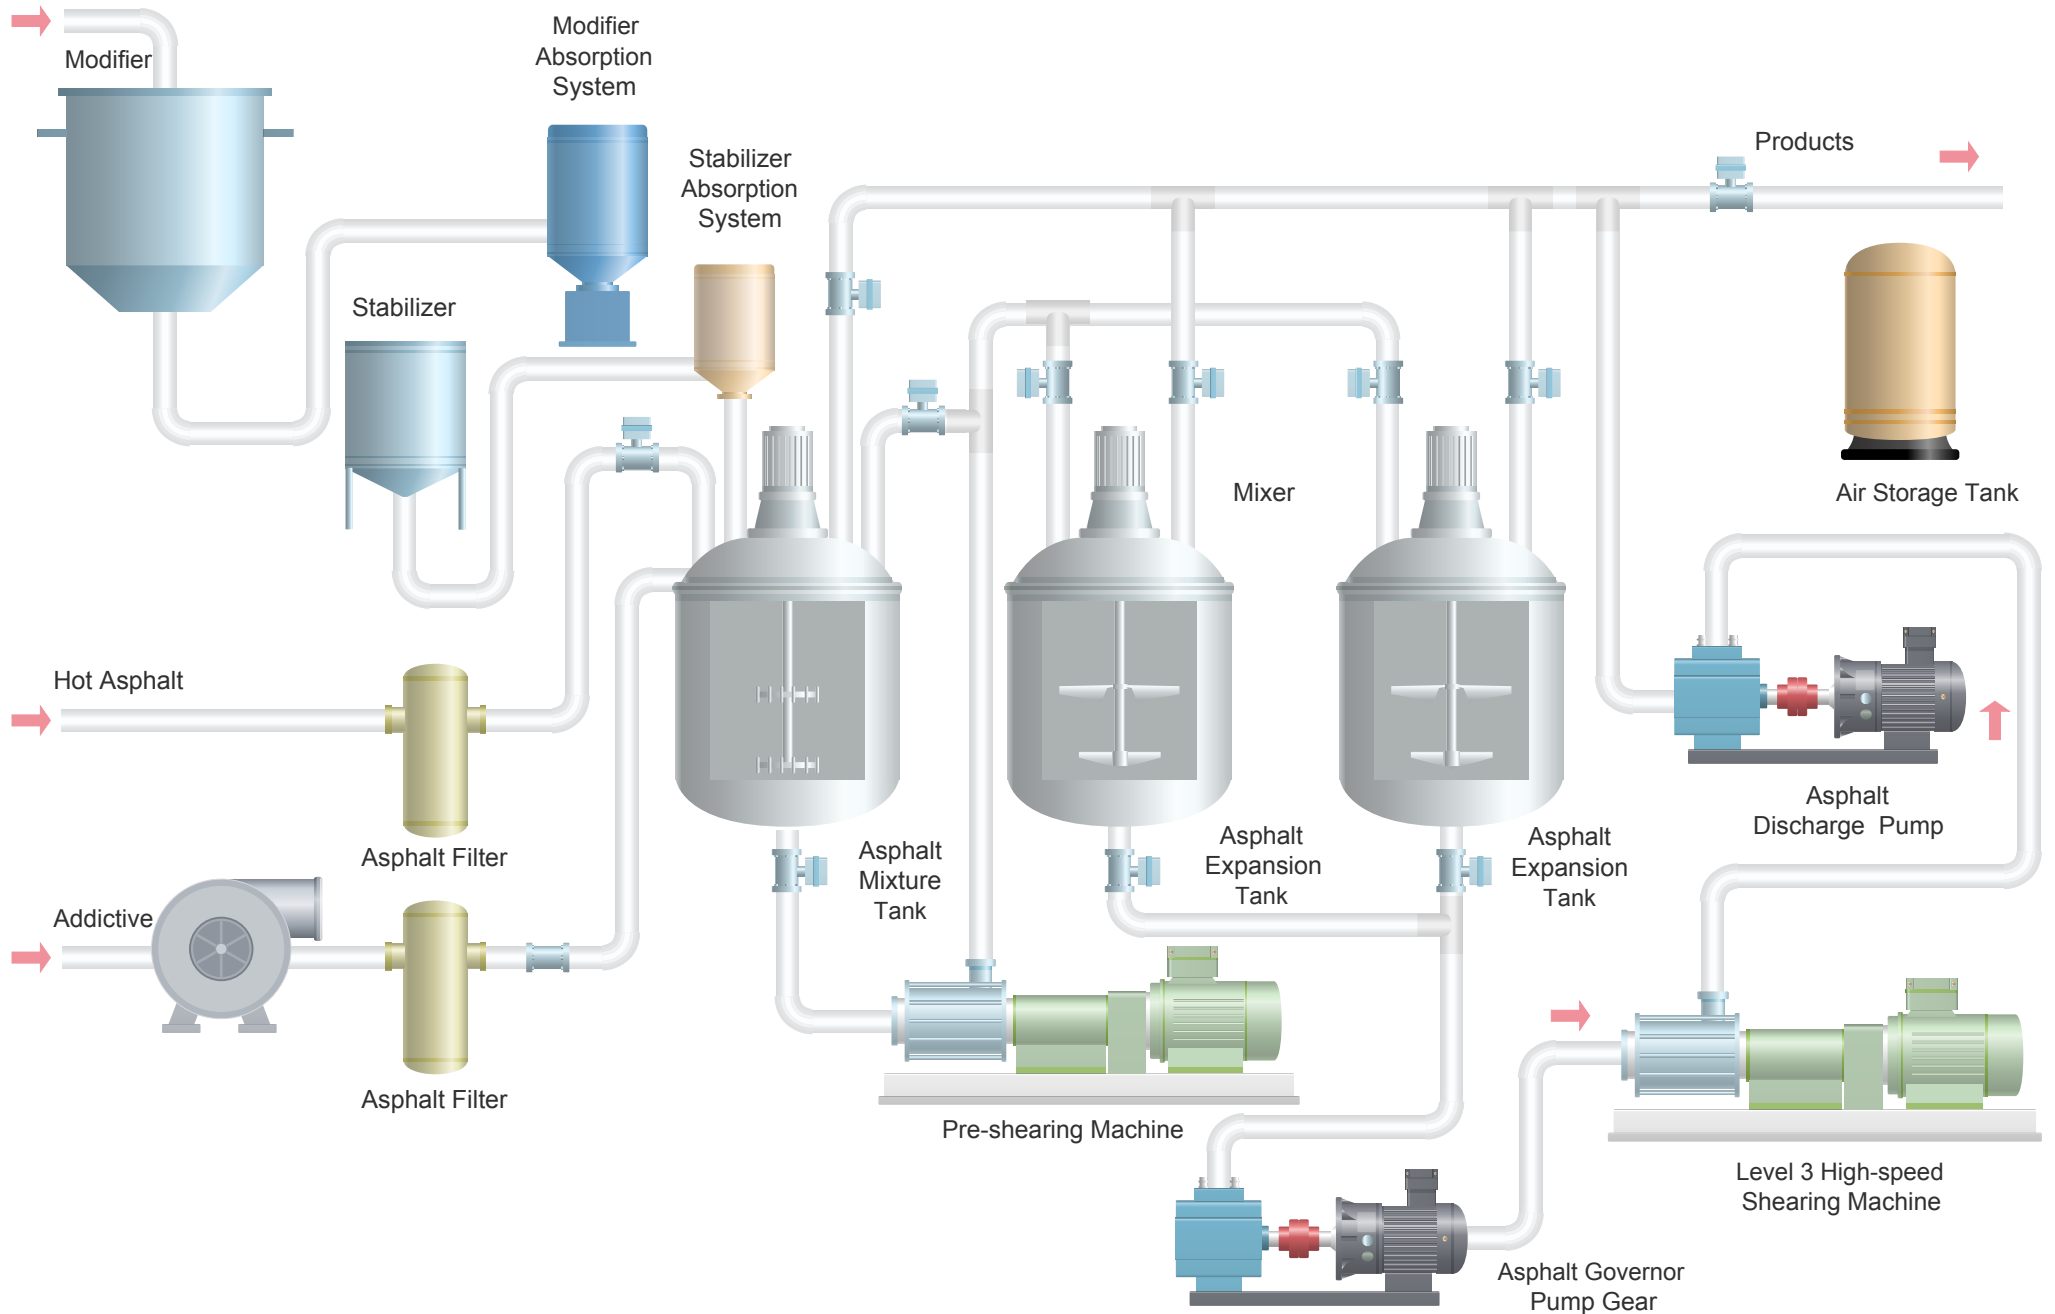 Modifier
Modifier
Absorption
System
Stabilizer
Absorption
System
Products
Stabilizer
Mixer
Air Storage Tank
Hot Asphalt
Asphalt
Discharge Pump
Asphalt Filter
Asphalt
Mixture
Tank
Asphalt
Expansion
Tank
Asphalt
Expansion
Tank
Addictive
Asphalt Filter
Pre-shearing Machine
Level 3 High-speed
Shearing Machine
Asphalt Governor
Pump Gear